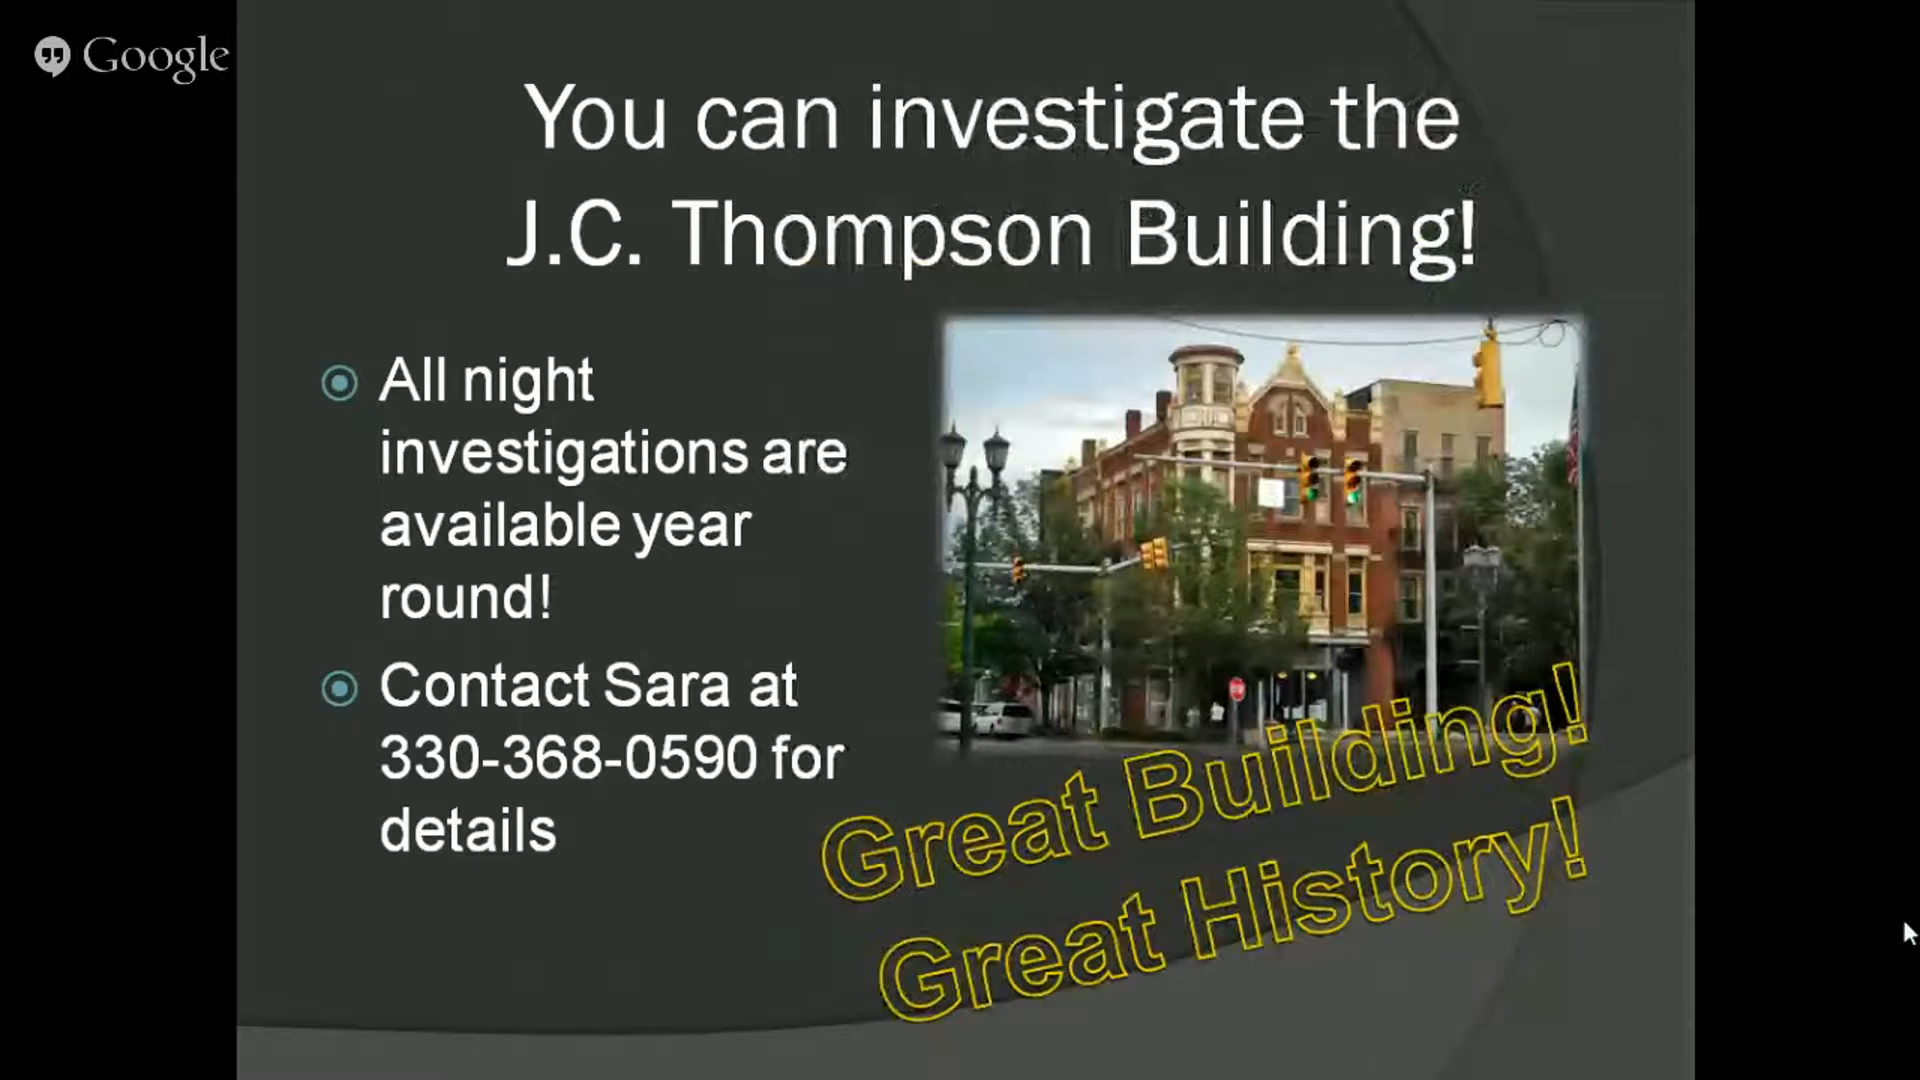 Google
You can investigate the
J.C. Thompson Building!
All night
investigations are
available year
round!
Contact Sara at
330-368-0590 for
details
Great Building!
Great History!